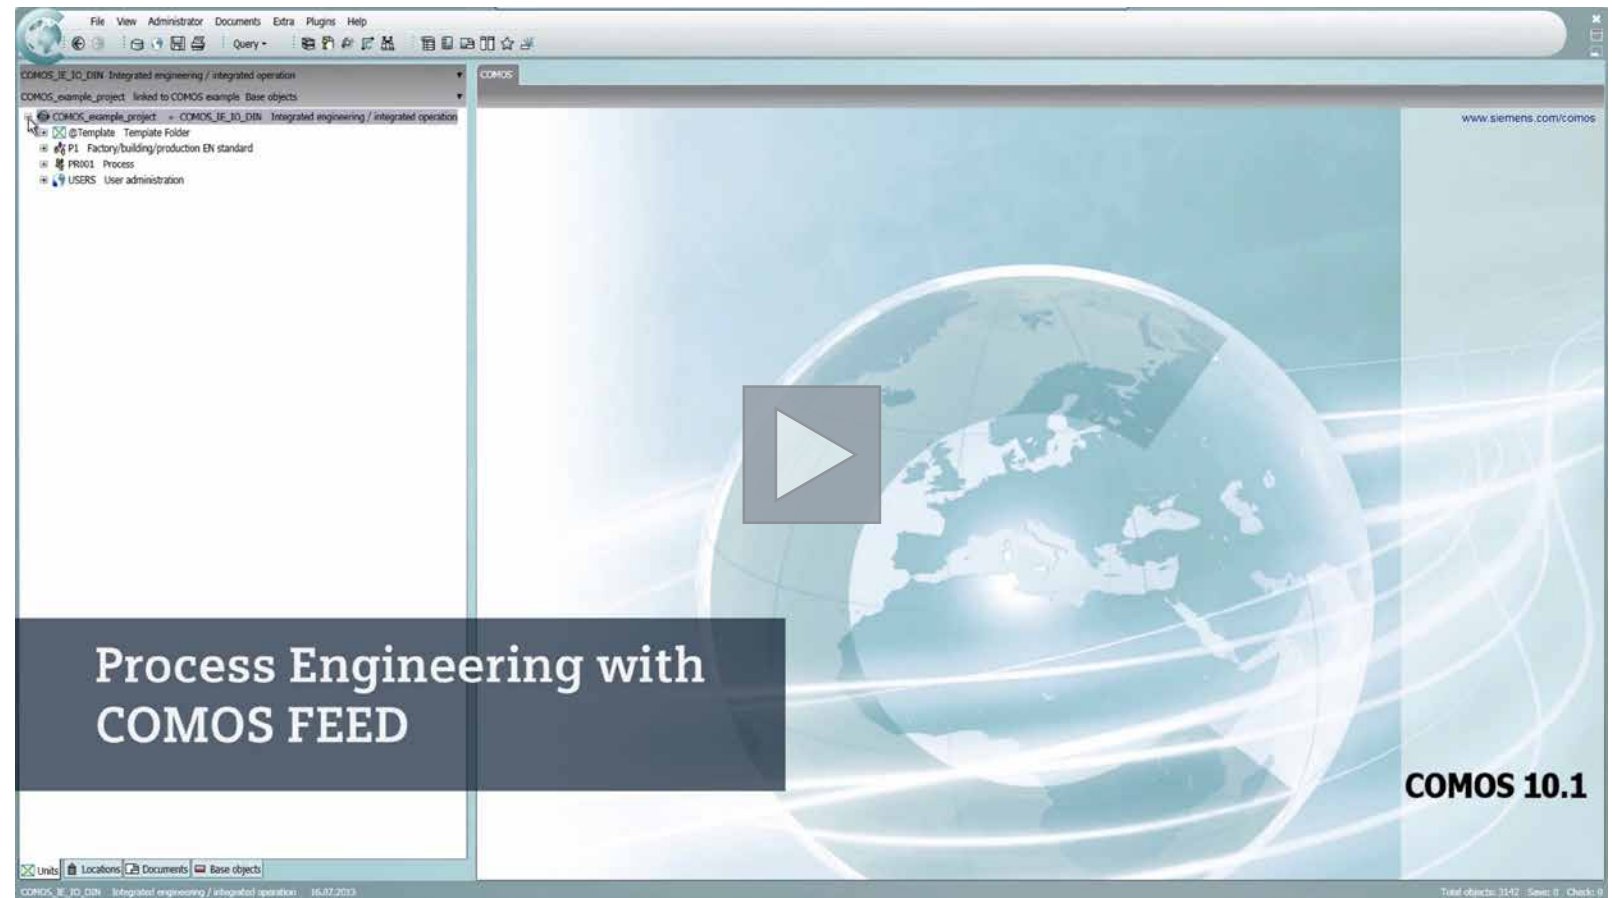 File View Administrator Documents Extra Plugins Help
Query
COMOS_IE_IO_DIN Integrated engineering / integrated operation
COMOS
COMOS_example_project linked to COMOS example Base objects
COMOS_example_project = COMOS_IE_IO_DIN Integrated engineering / integrated operation
@Template Template Folder
P1 Factory/building/production EN standard
PR001 Process
USERS User administration
www.siemens.com/comos
Process Engineering with
COMOS FEED
COMOS 10.1
Units Locations Documents Base objects
COMOS_IE_IO_DIN Integrated engineering / integrated operation 16.07.2013
Total objects: 3142 Save: 0 Check: 0